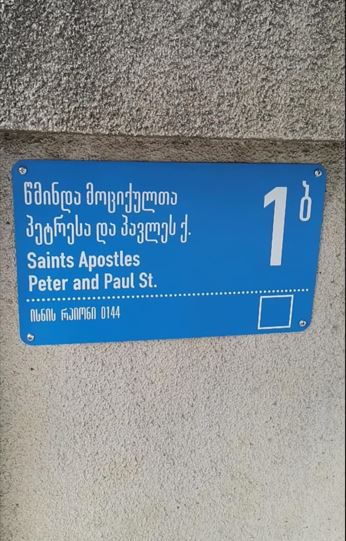 წმინდა მოციქულთა
პეტრესა და პავლეს ქ.
1ბ
Saints Apostles
Peter and Paul St.
ისნის რაიონი 0144